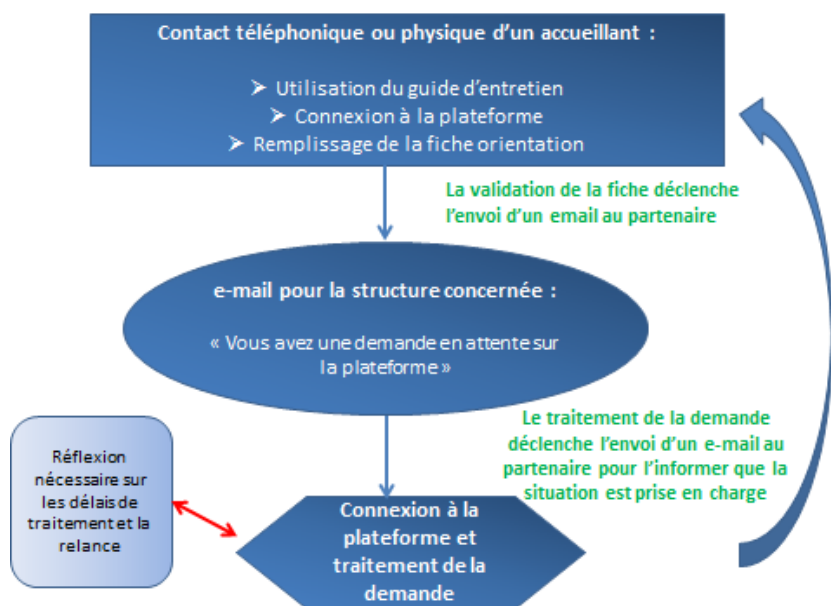 Contact téléphonique ou physique d’un accueillant :
➢ Utilisation du guide d’entretien
➢ Connexion à la plateforme
➢ Remplissage de la fiche orientation
La validation de la fiche déclenche
l’envoi d’un email au partenaire
e-mail pour la structure concernée :
« Vous avez une demande en attente sur
la plateforme »
Le traitement de la demande
déclenche l’envoi d’un e-mail au
partenaire pour l’informer que la
situation est prise en charge
Réflexion
nécessaire sur
les délais de
traitement et la
relance
Connexion à la
plateforme et
traitement de la
demande